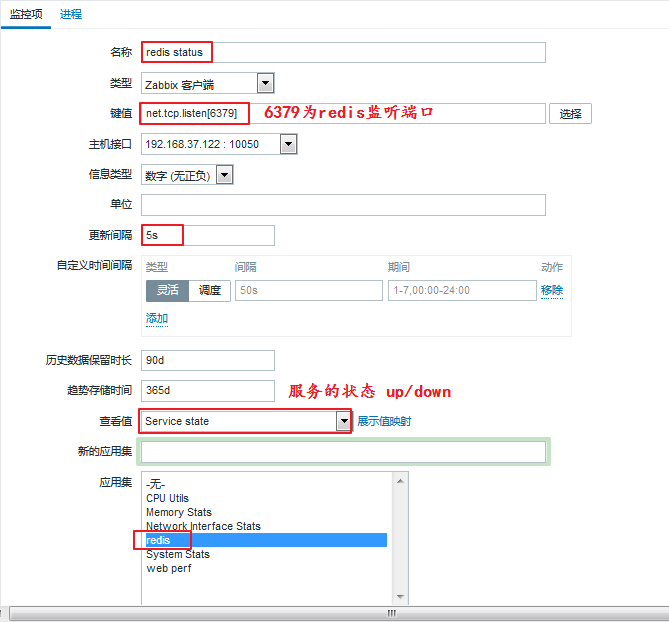 监控项 进程
名称 redis status
类型 Zabbix 客户端
键值 net.tcp.listen[6379] 6379为redis监听端口 选择
主机接口 192.168.37.122 : 10050
信息类型 数字 (无正负)
单位
更新间隔 5s
自定义时间间隔 类型 间隔 期间 动作
灵活 调度 50s 1-7,00:00-24:00 移除
添加
历史数据保留时长 90d
趋势存储时间 365d 服务的状态 up/down
查看值 Service state 展示值映射
新的应用集
应用集 -无-
CPU Utils
Memory Stats
Network Interface Stats
redis
System Stats
web perf